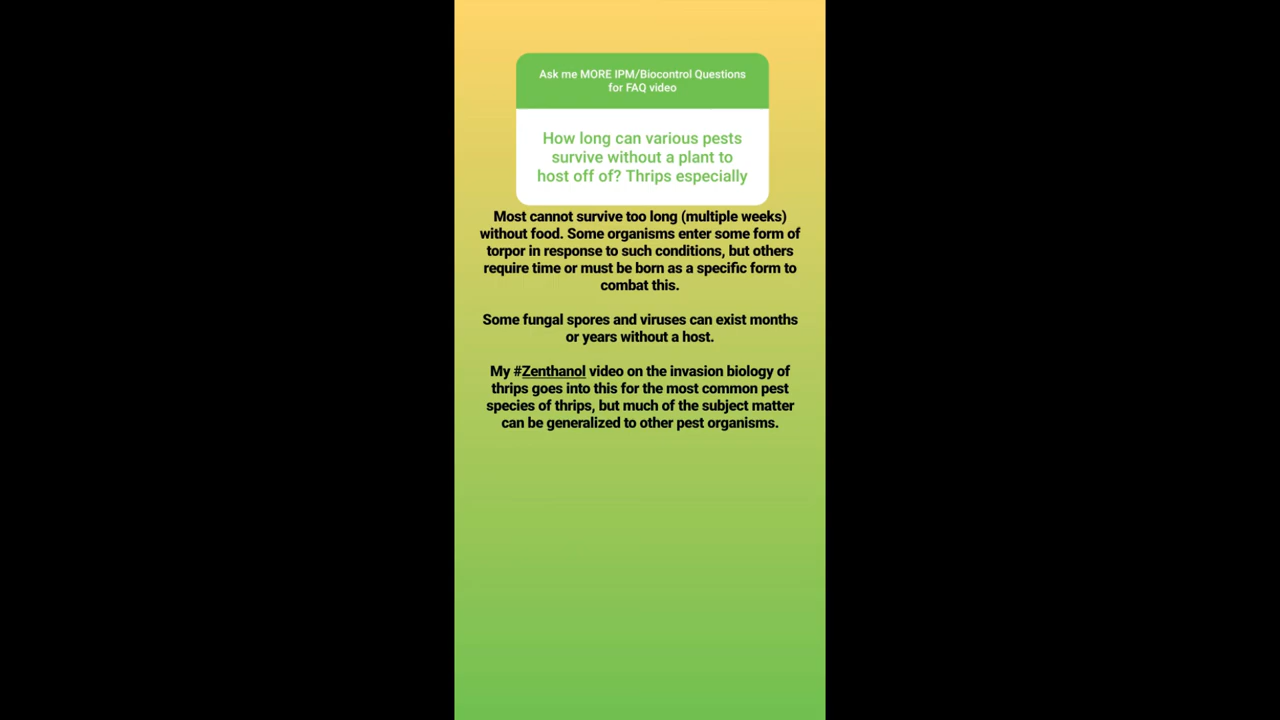 Ask me MORE IPM/Biocontrol Questions
for FAQ video
How long can various pests
survive without a plant to
host off of? Thrips especially
Most cannot survive too long (multiple weeks)
without food. Some organisms enter some form of
torpor in response to such conditions, but others
require time or must be born as a specific form to
combat this.
Some fungal spores and viruses can exist months
or years without a host.
My #Zenthanol video on the invasion biology of
thrips goes into this for the most common pest
species of thrips, but much of the subject matter
can be generalized to other pest organisms.